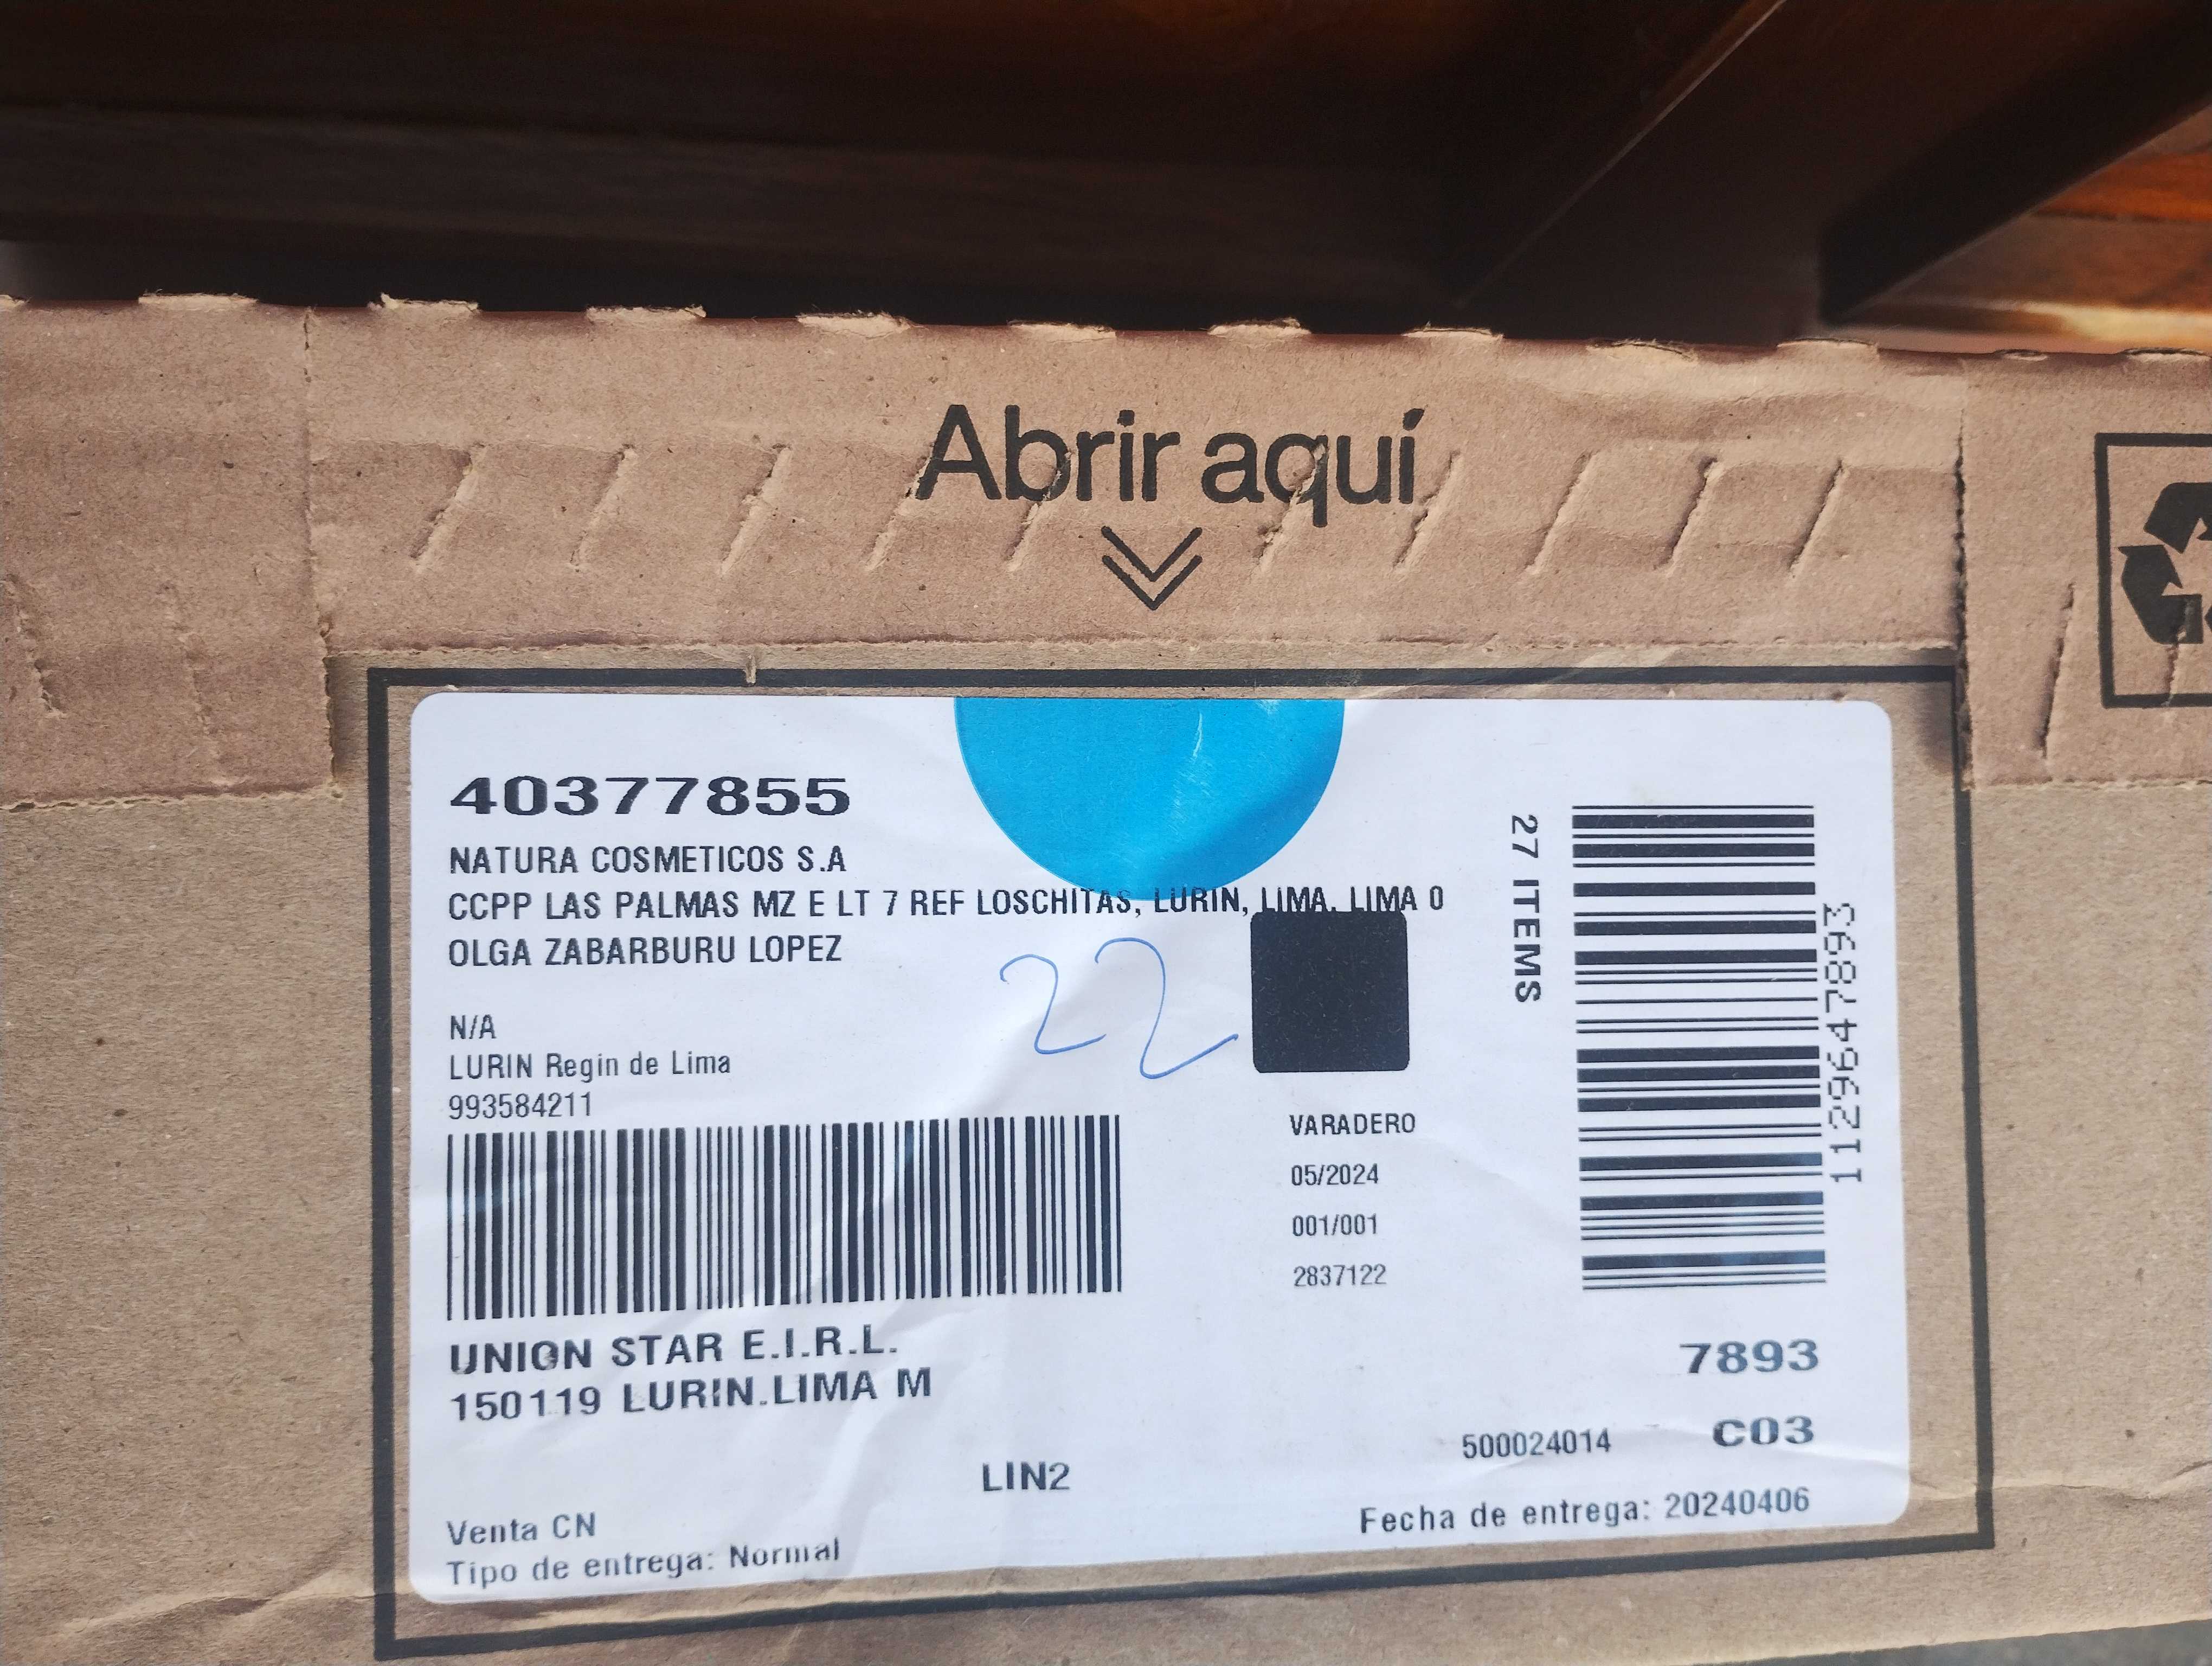 Abrir aquí
40377855
NATURA COSMETICOS S.A
CCPP LAS PALMAS MZ E LT 7 REF LOSCHITAS, LURIN, LIMA, LIMA 0
OLGA ZABARBURU LOPEZ
22
N/A
LURIN Regin de Lima
993584211
27 ITEMS
1129647893
VARADERO
05/2024
001/001
2837122
UNION STAR E.I.R.L.
150119 LURIN.LIMA M
7893
500024014 C03
LIN2
Venta CN
Fecha de entrega: 20240406
Tipo de entrega: Normal